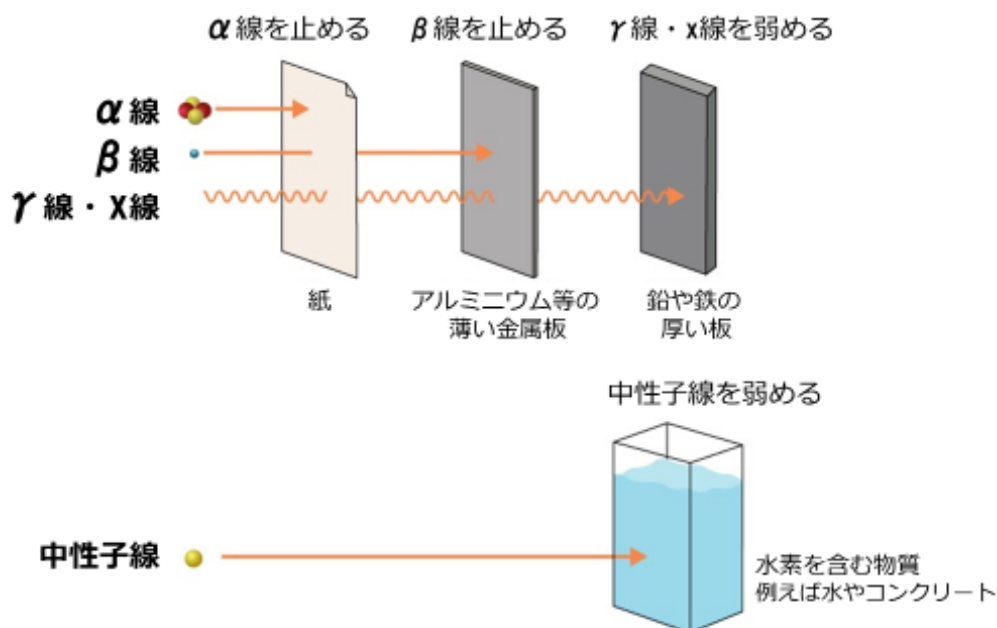 α線を止める
β線を止める
γ線・x線を弱める
α線
β線
γ線・X線
紙
アルミニウム等の
薄い金属板
鉛や鉄の
厚い板
中性子線を弱める
中性子線
水素を含む物質
例えば水やコンクリート